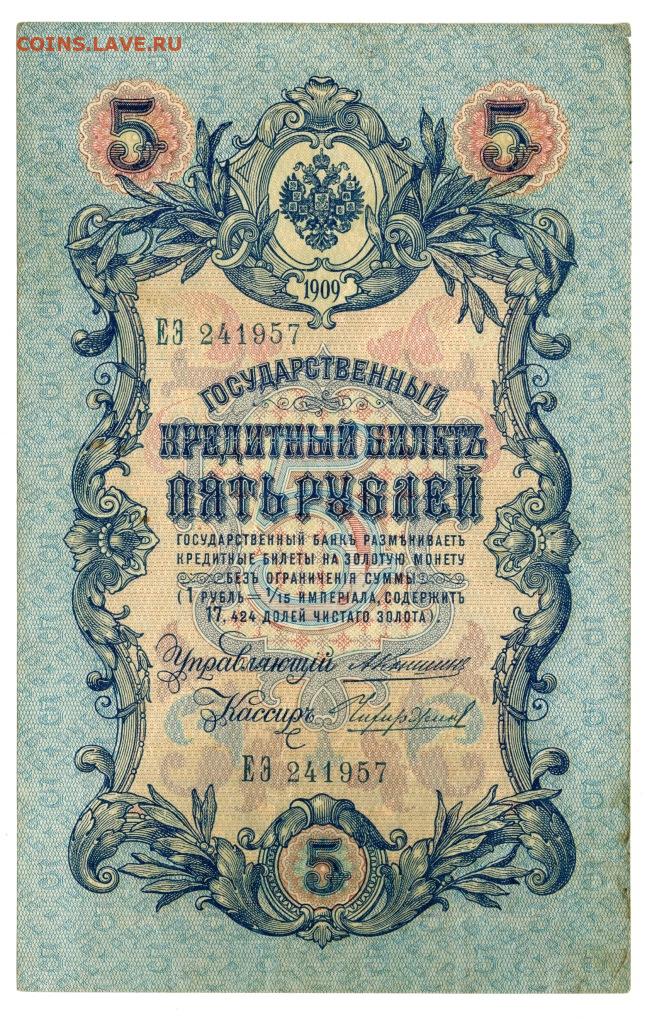 COINS.LAVE.RU
5 5
1909
ЕЭ 241957
ГОСУДАРСТВЕННЫЙ
КРЕДИТНЫЙ БИЛЕТЪ
ПЯТЬ РУБЛЕЙ
5
ГОСУДАРСТВЕННЫЙ БАНКЪ РАЗМѢНИВАЕТЪ
КРЕДИТНЫЕ БИЛЕТЫ НА ЗОЛОТУЮ МОНЕТУ
БЕЗЪ ОГРАНИЧЕНІЯ СУММЫ
(1 РУБЛЬ — 1/15 ИМПЕРІАЛА, СОДЕРЖИТЪ
17,424 ДОЛЕЙ ЧИСТАГО ЗОЛОТА).
Управляющій
Кассиръ
ЕЭ 241957
5